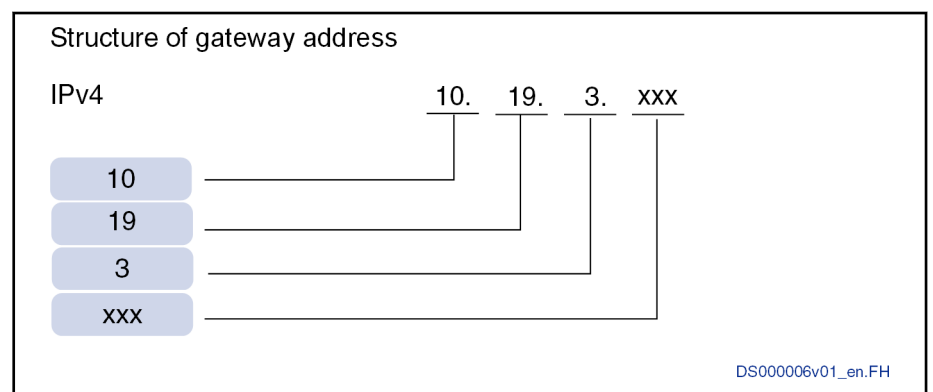 Structure of gateway address
IPv4 10. 19. 3. xxx
10
19
3
xxx
DS000006v01_en.FH